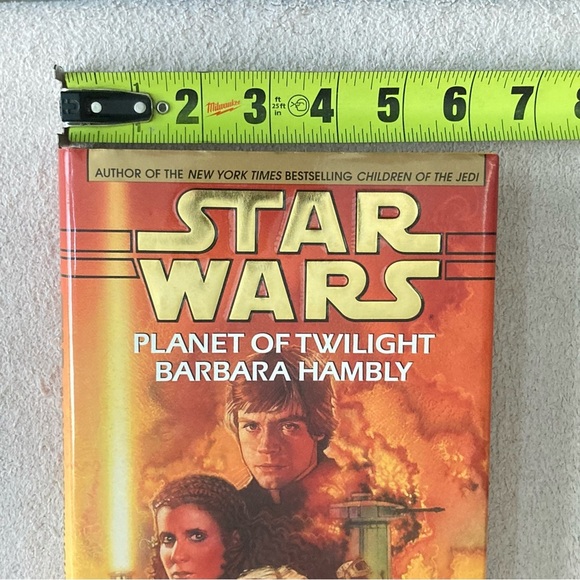 2 Milwaukee 3 ft 25ft in 4 5 6 7 8
AUTHOR OF THE NEW YORK TIMES BESTSELLING CHILDREN OF THE JEDI
STAR
WARS
PLANET OF TWILIGHT
BARBARA HAMBLY